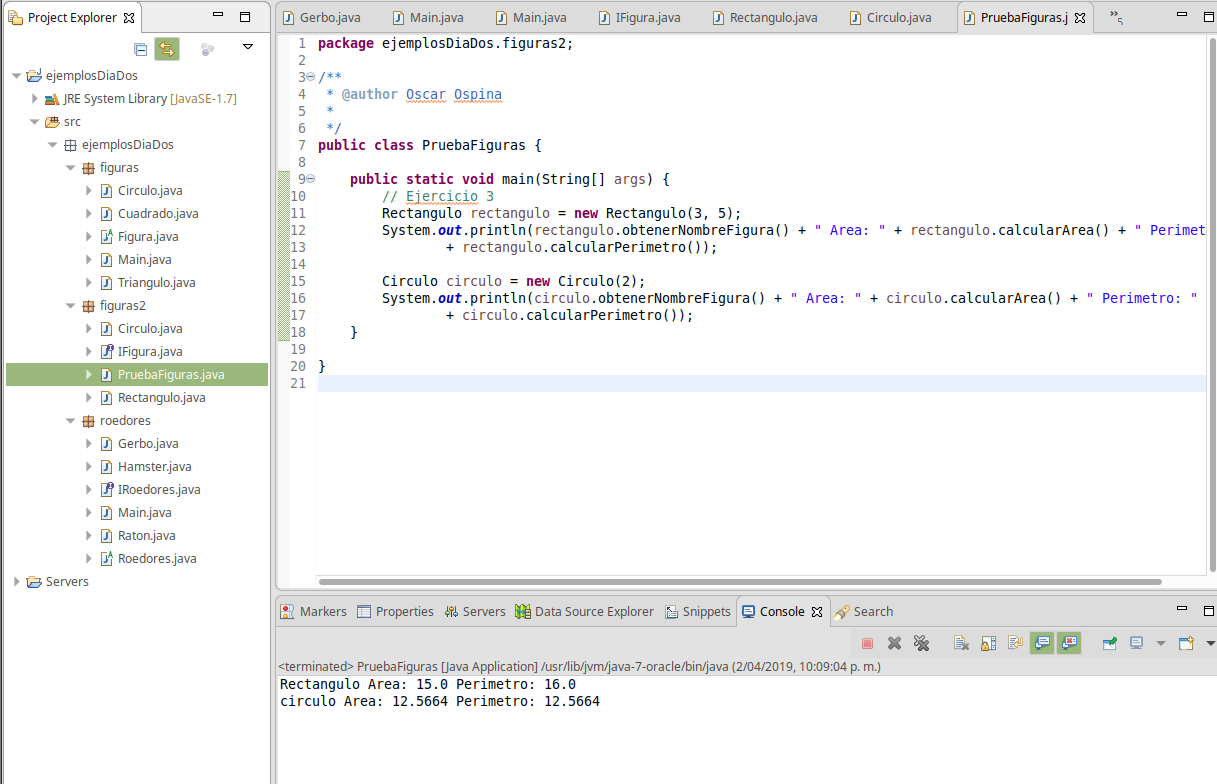 Project Explorer
ejemplosDiaDos
JRE System Library [JavaSE-1.7]
src
ejemplosDiaDos
figuras
Circulo.java
Cuadrado.java
Figura.java
Main.java
Triangulo.java
figuras2
Circulo.java
IFigura.java
PruebaFiguras.java
Rectangulo.java
roedores
Gerbo.java
Hamster.java
IRoedores.java
Main.java
Raton.java
Roedores.java
Servers
Gerbo.java Main.java Main.java IFigura.java Rectangulo.java Circulo.java PruebaFiguras.j »5
1 package ejemplosDiaDos.figuras2;
2
3 /**
4 * @author Oscar Ospina
5 *
6 */
7 public class PruebaFiguras {
8
9 public static void main(String[] args) {
10 // Ejercicio 3
11 Rectangulo rectangulo = new Rectangulo(3, 5);
12 System.out.println(rectangulo.obtenerNombreFigura() + " Area: " + rectangulo.calcularArea() + " Perimet
13 + rectangulo.calcularPerimetro());
14
15 Circulo circulo = new Circulo(2);
16 System.out.println(circulo.obtenerNombreFigura() + " Area: " + circulo.calcularArea() + " Perimetro: "
17 + circulo.calcularPerimetro());
18 }
19
20 }
21
Markers Properties Servers Data Source Explorer Snippets Console Search
<terminated> PruebaFiguras [Java Application] /usr/lib/jvm/java-7-oracle/bin/java (2/04/2019, 10:09:04 p. m.)
Rectangulo Area: 15.0 Perimetro: 16.0
circulo Area: 12.5664 Perimetro: 12.5664